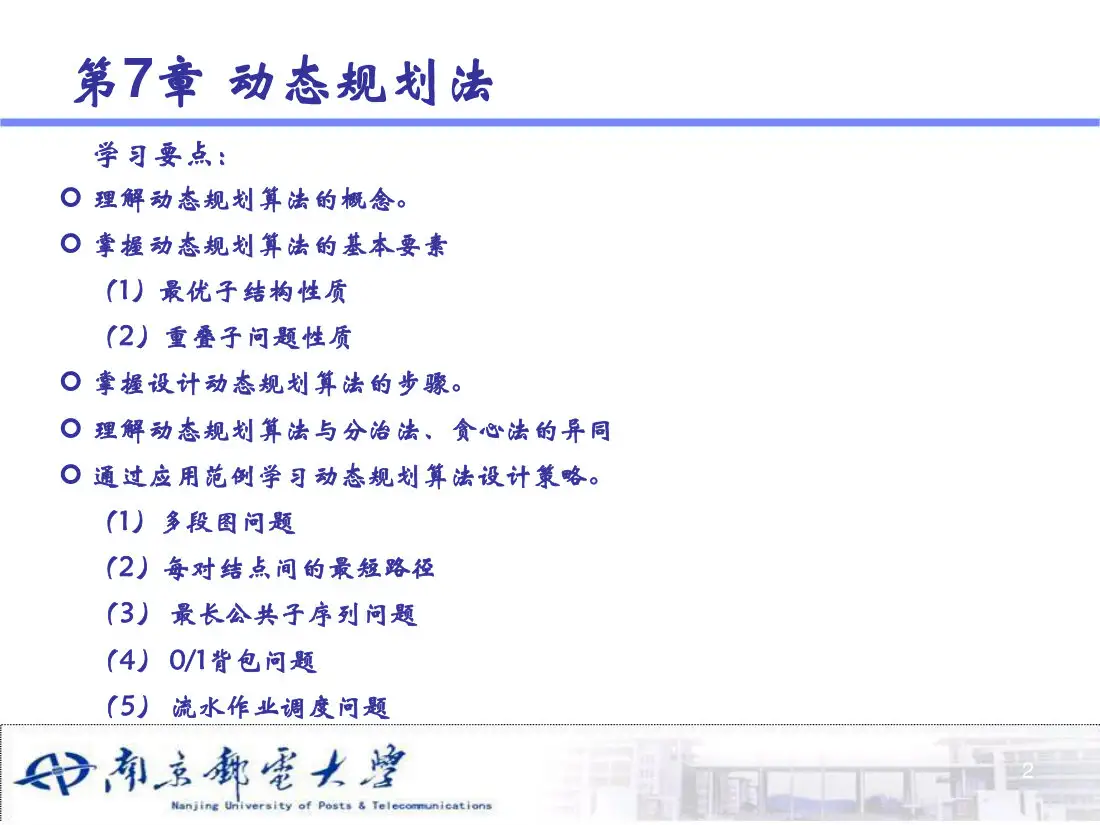 第7章 动态规划法
学习要点：
理解动态规划算法的概念。
掌握动态规划算法的基本要素
（1）最优子结构性质
（2）重叠子问题性质
掌握设计动态规划算法的步骤。
理解动态规划算法与分治法、贪心法的异同
通过应用范例学习动态规划算法设计策略。
（1）多段图问题
（2）每对结点间的最短路径
（3） 最长公共子序列问题
（4） 0/1背包问题
（5） 流水作业调度问题
南京郵電大學
Nanjing University of Posts & Telecommunications
2